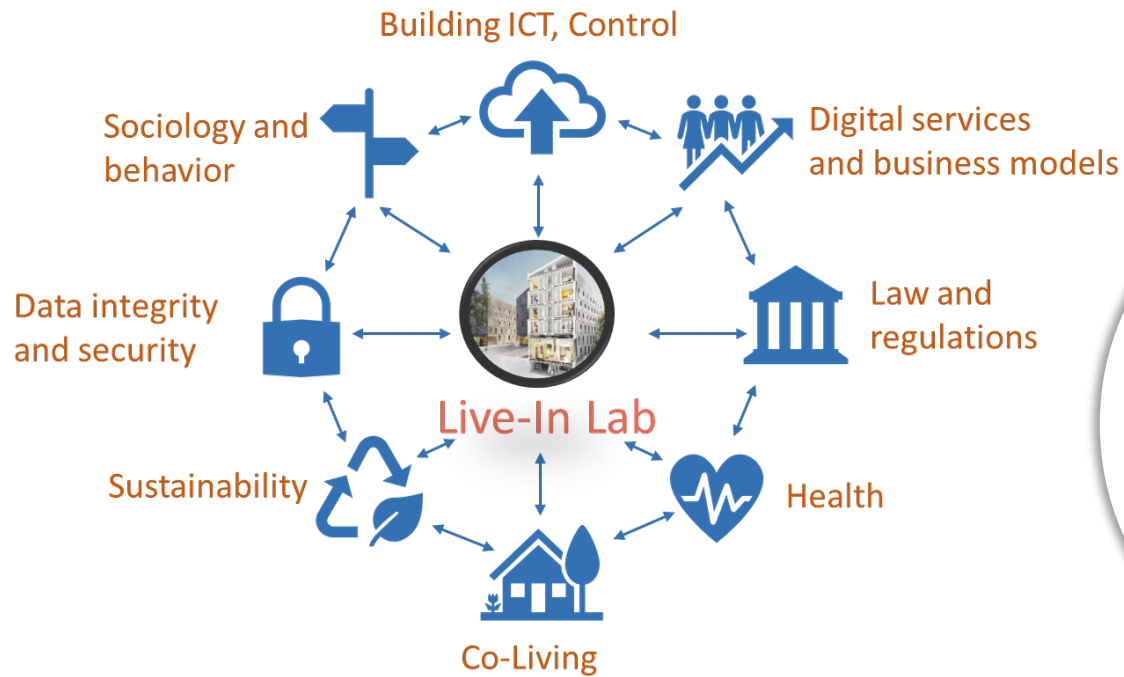 Building ICT, Control
Sociology and
behavior
Digital services
and business models
Data integrity
and security
Law and
regulations
Live-In Lab
Sustainability
Health
Co-Living